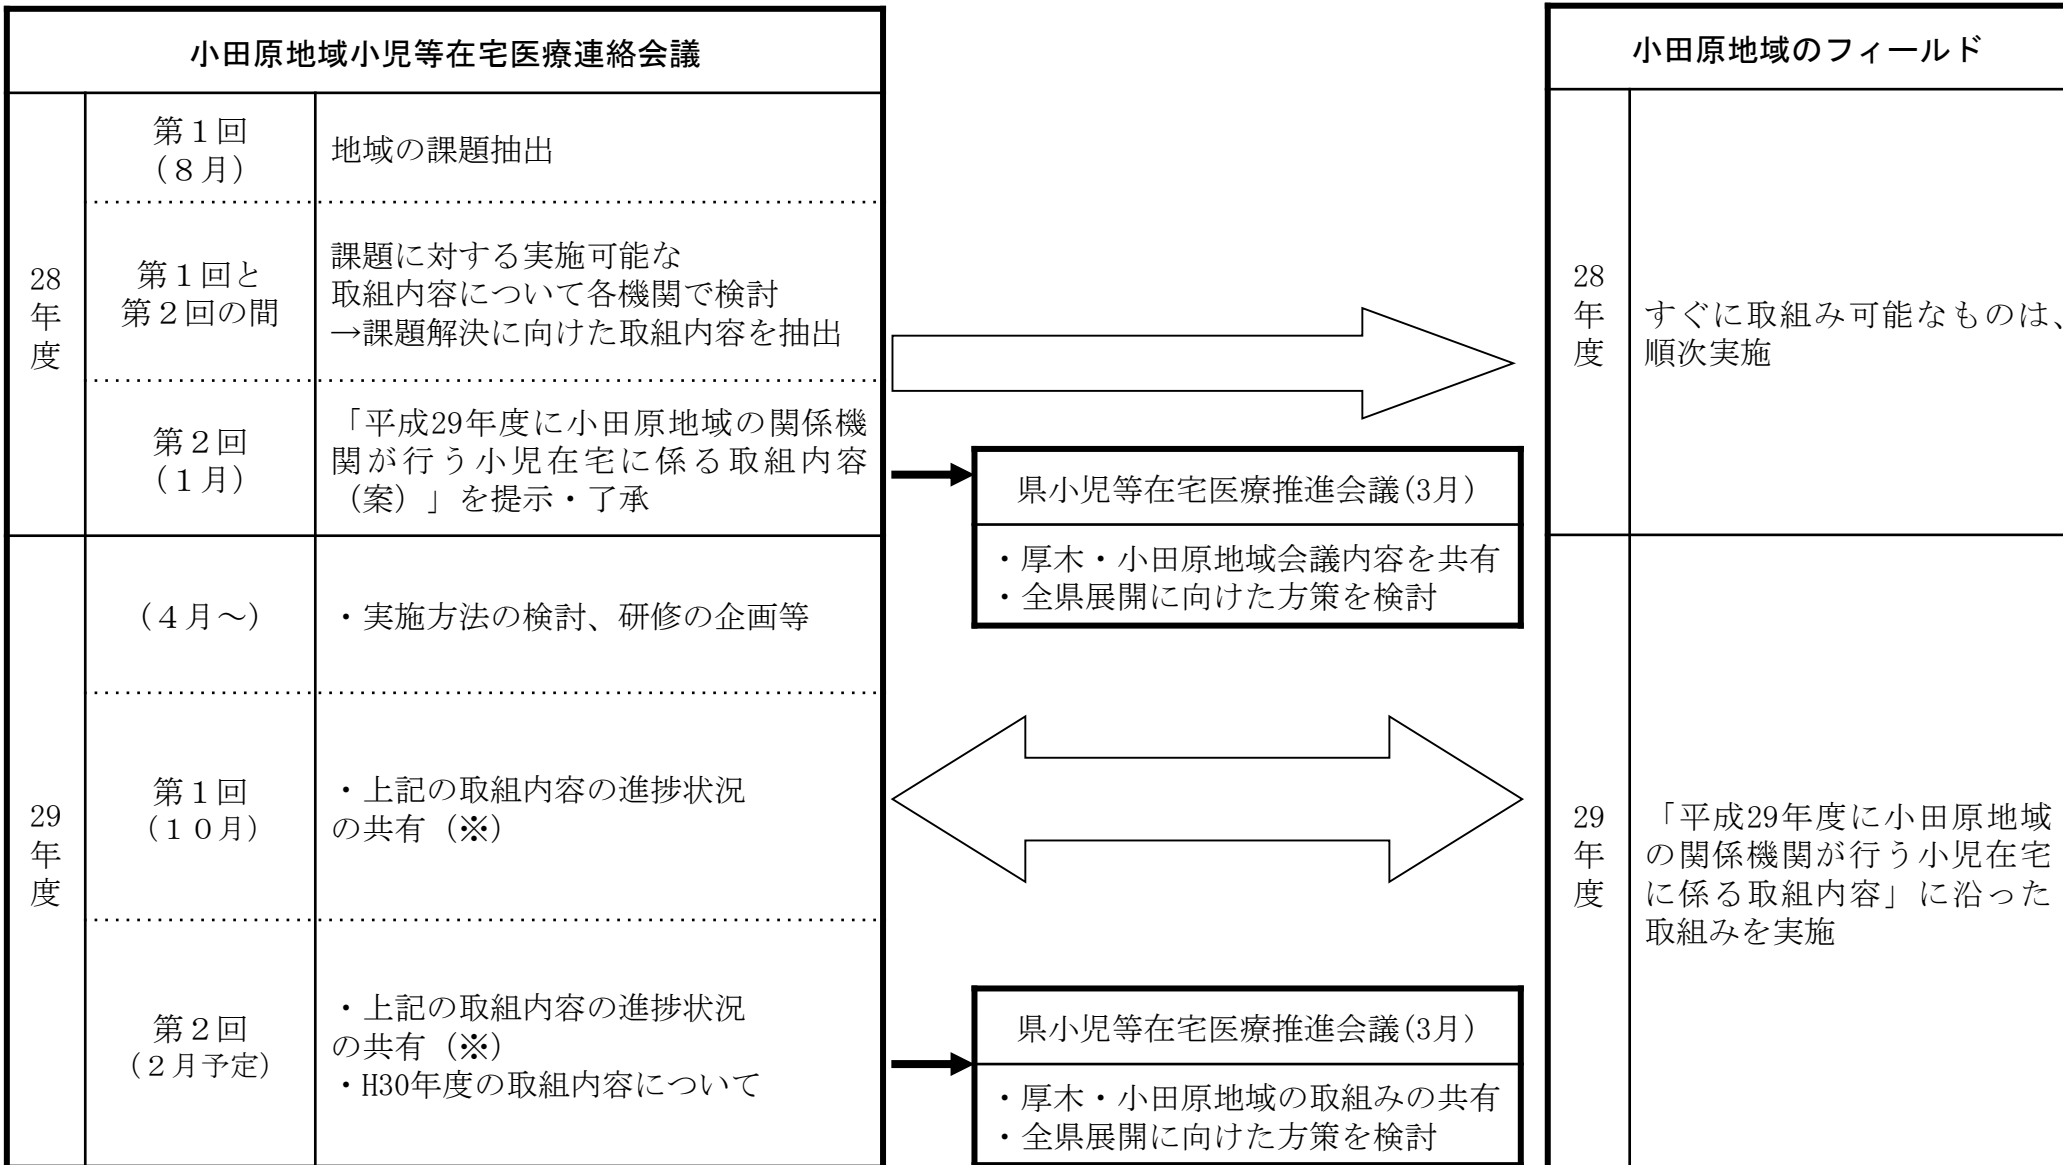 小田原地域小児等在宅医療連絡会議
28
年
度
第１回
（８月）
地域の課題抽出
第１回と
第２回の間
課題に対する実施可能な
取組内容について各機関で検討
→課題解決に向けた取組内容を抽出
第２回
（１月）
「平成29年度に小田原地域の関係機
関が行う小児在宅に係る取組内容
（案）」を提示・了承
29
年
度
（４月～）
・実施方法の検討、研修の企画等
第１回
（１０月）
・上記の取組内容の進捗状況
の共有（※）
第２回
（２月予定）
・上記の取組内容の進捗状況
の共有（※）
・H30年度の取組内容について
県小児等在宅医療推進会議(3月)
・厚木・小田原地域会議内容を共有
・全県展開に向けた方策を検討
県小児等在宅医療推進会議(3月)
・厚木・小田原地域の取組みの共有
・全県展開に向けた方策を検討
小田原地域のフィールド
28
年
度
すぐに取組み可能なものは、
順次実施
29
年
度
「平成29年度に小田原地域
の関係機関が行う小児在宅
に係る取組内容」に沿った
取組みを実施